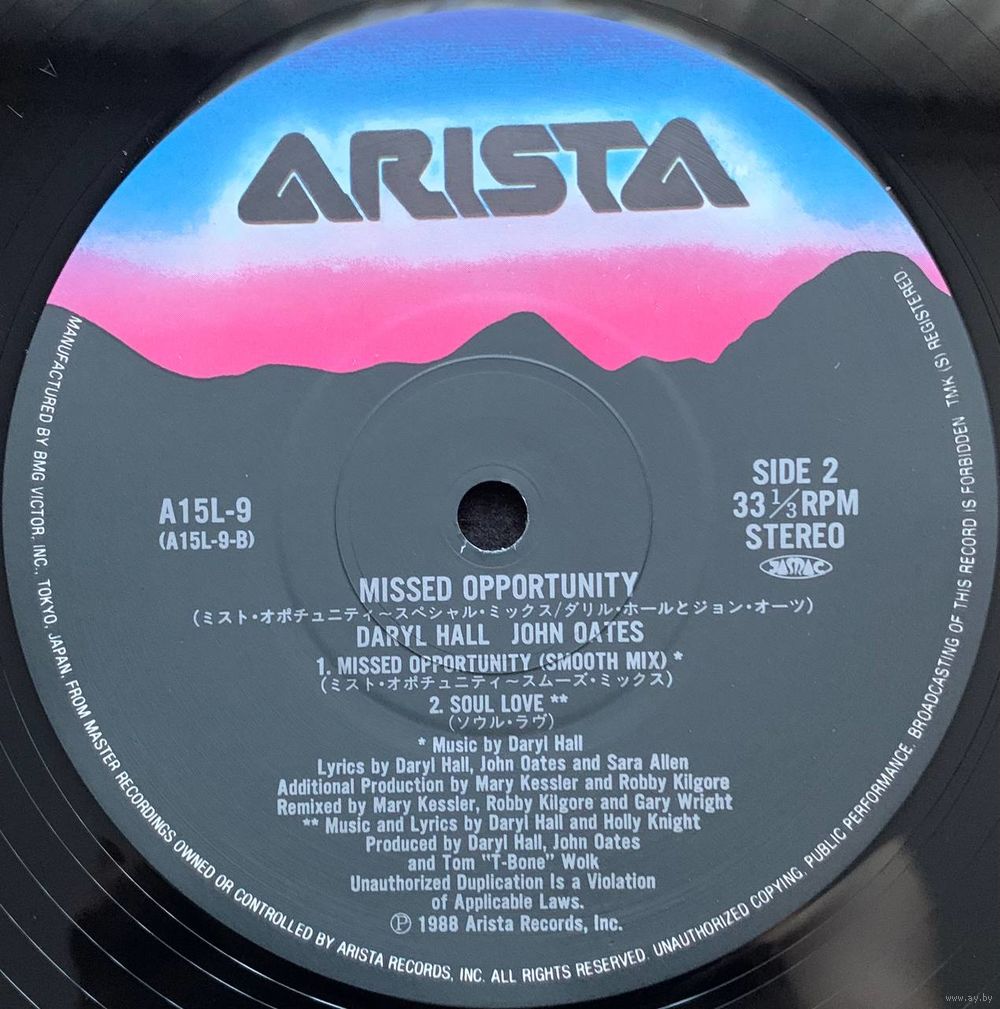 ARISTA
A15L-9
(A15L-9-B)
SIDE 2
33 1/3 RPM
STEREO
JASRAC
MISSED OPPORTUNITY
(ミスト・オポチュニティ〜スペシャル・ミックス/ダリル・ホールとジョン・オーツ)
DARYL HALL JOHN OATES
1. MISSED OPPORTUNITY (SMOOTH MIX) *
(ミスト・オポチュニティ〜スムーズ・ミックス)
2. SOUL LOVE **
(ソウル・ラヴ)
* Music by Daryl Hall
Lyrics by Daryl Hall, John Oates and Sara Allen
Additional Production by Mary Kessler and Robby Kilgore
Remixed by Mary Kessler, Robby Kilgore and Gary Wright
** Music and Lyrics by Daryl Hall and Holly Knight
Produced by Daryl Hall, John Oates
and Tom "T-Bone" Wolk
Unauthorized Duplication Is a Violation
of Applicable Laws.
Ⓟ 1988 Arista Records, Inc.
MANUFACTURED BY BMG VICTOR, INC., TOKYO, JAPAN, FROM MASTER RECORDINGS OWNED OR CONTROLLED BY ARISTA RECORDS, INC. ALL RIGHTS RESERVED. UNAUTHORIZED COPYING, PUBLIC PERFORMANCE, BROADCASTING OF THIS RECORD IS FORBIDDEN TMK (S) REGISTERED
www.ay.by